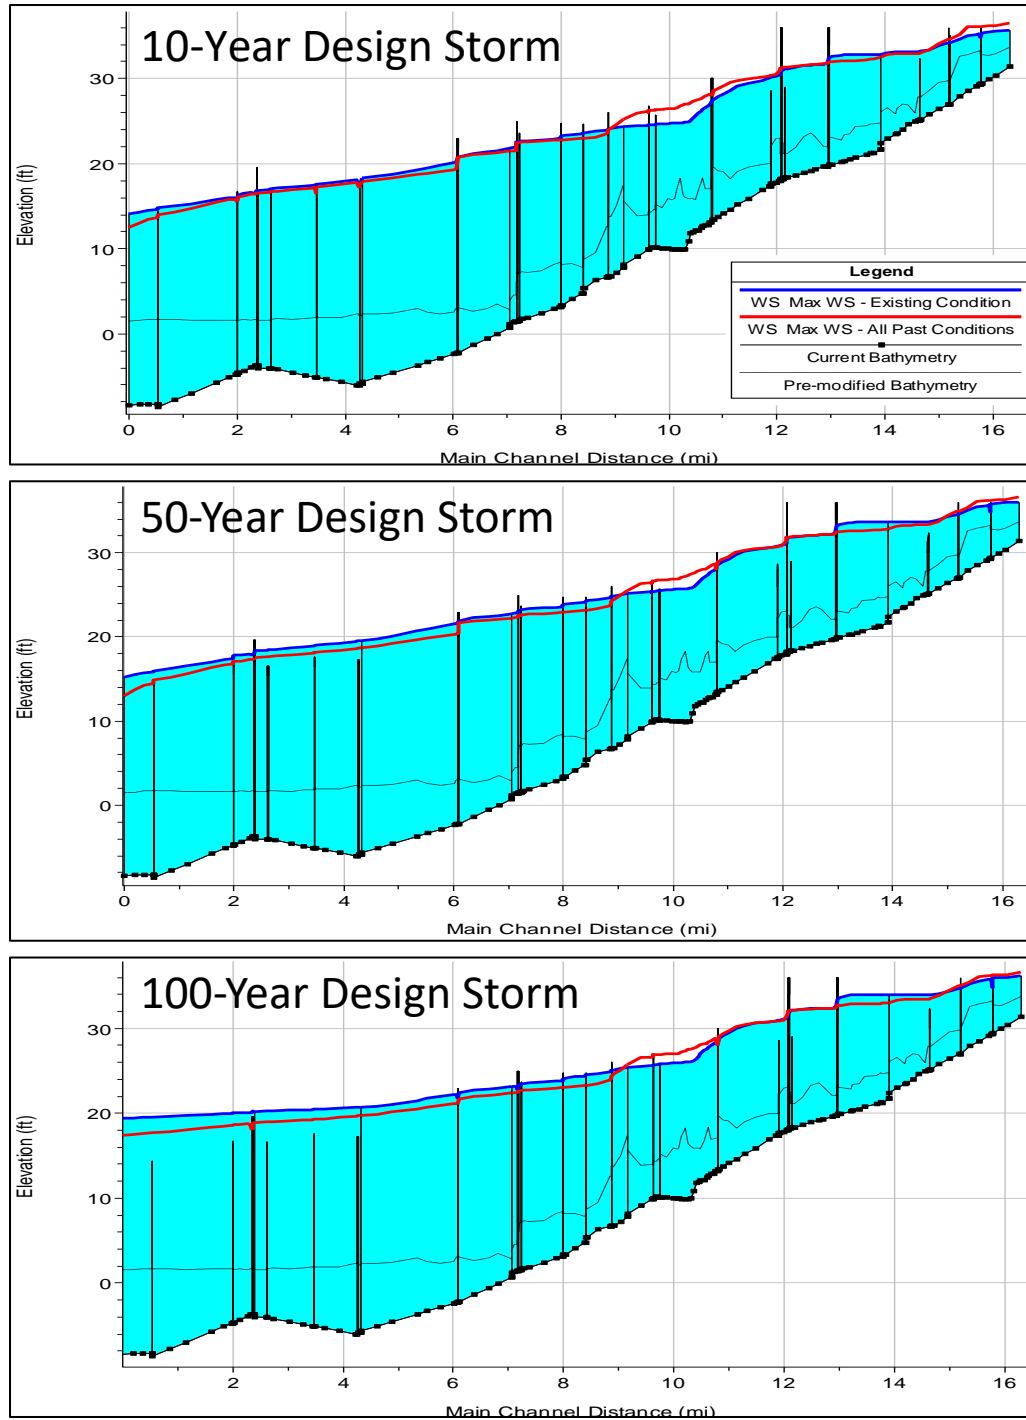 10-Year Design Storm
30
20
10
0
Elevation (ft)
Legend
WS Max WS - Existing Condition
WS Max WS - All Past Conditions
Current Bathymetry
Pre-modified Bathymetry
0 2 4 6 8 10 12 14 16
Main Channel Distance (mi)
50-Year Design Storm
30
20
10
0
Elevation (ft)
0 2 4 6 8 10 12 14 16
Main Channel Distance (mi)
100-Year Design Storm
30
20
10
0
Elevation (ft)
2 4 6 8 10 12 14 16
Main Channel Distance (mi)